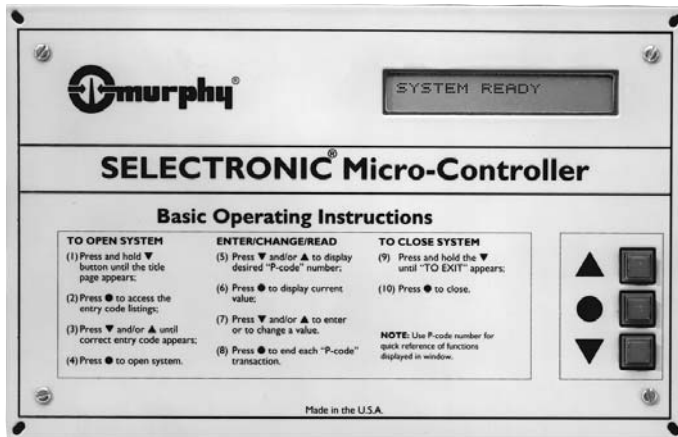 murphy®
SYSTEM READY
SELECTRONIC® Micro-Controller
Basic Operating Instructions
TO OPEN SYSTEM
(1) Press and hold ▼
button until the title
page appears;
(2) Press ● to access the
entry code listings;
(3) Press ▼ and/or ▲ until
correct entry code appears;
(4) Press ● to open system.
ENTER/CHANGE/READ
(5) Press ▼ and/or ▲ to display
desired "P-code" number;
(6) Press ● to display current
value;
(7) Press ▼ and/or ▲ to enter
or to change a value.
(8) Press ● to end each "P-code"
transaction.
TO CLOSE SYSTEM
(9) Press and hold the ▼
until "TO EXIT" appears;
(10) Press ● to close.
NOTE: Use P-code number for
quick reference of functions
displayed in window.
▲
●
▼
Made in the U.S.A.